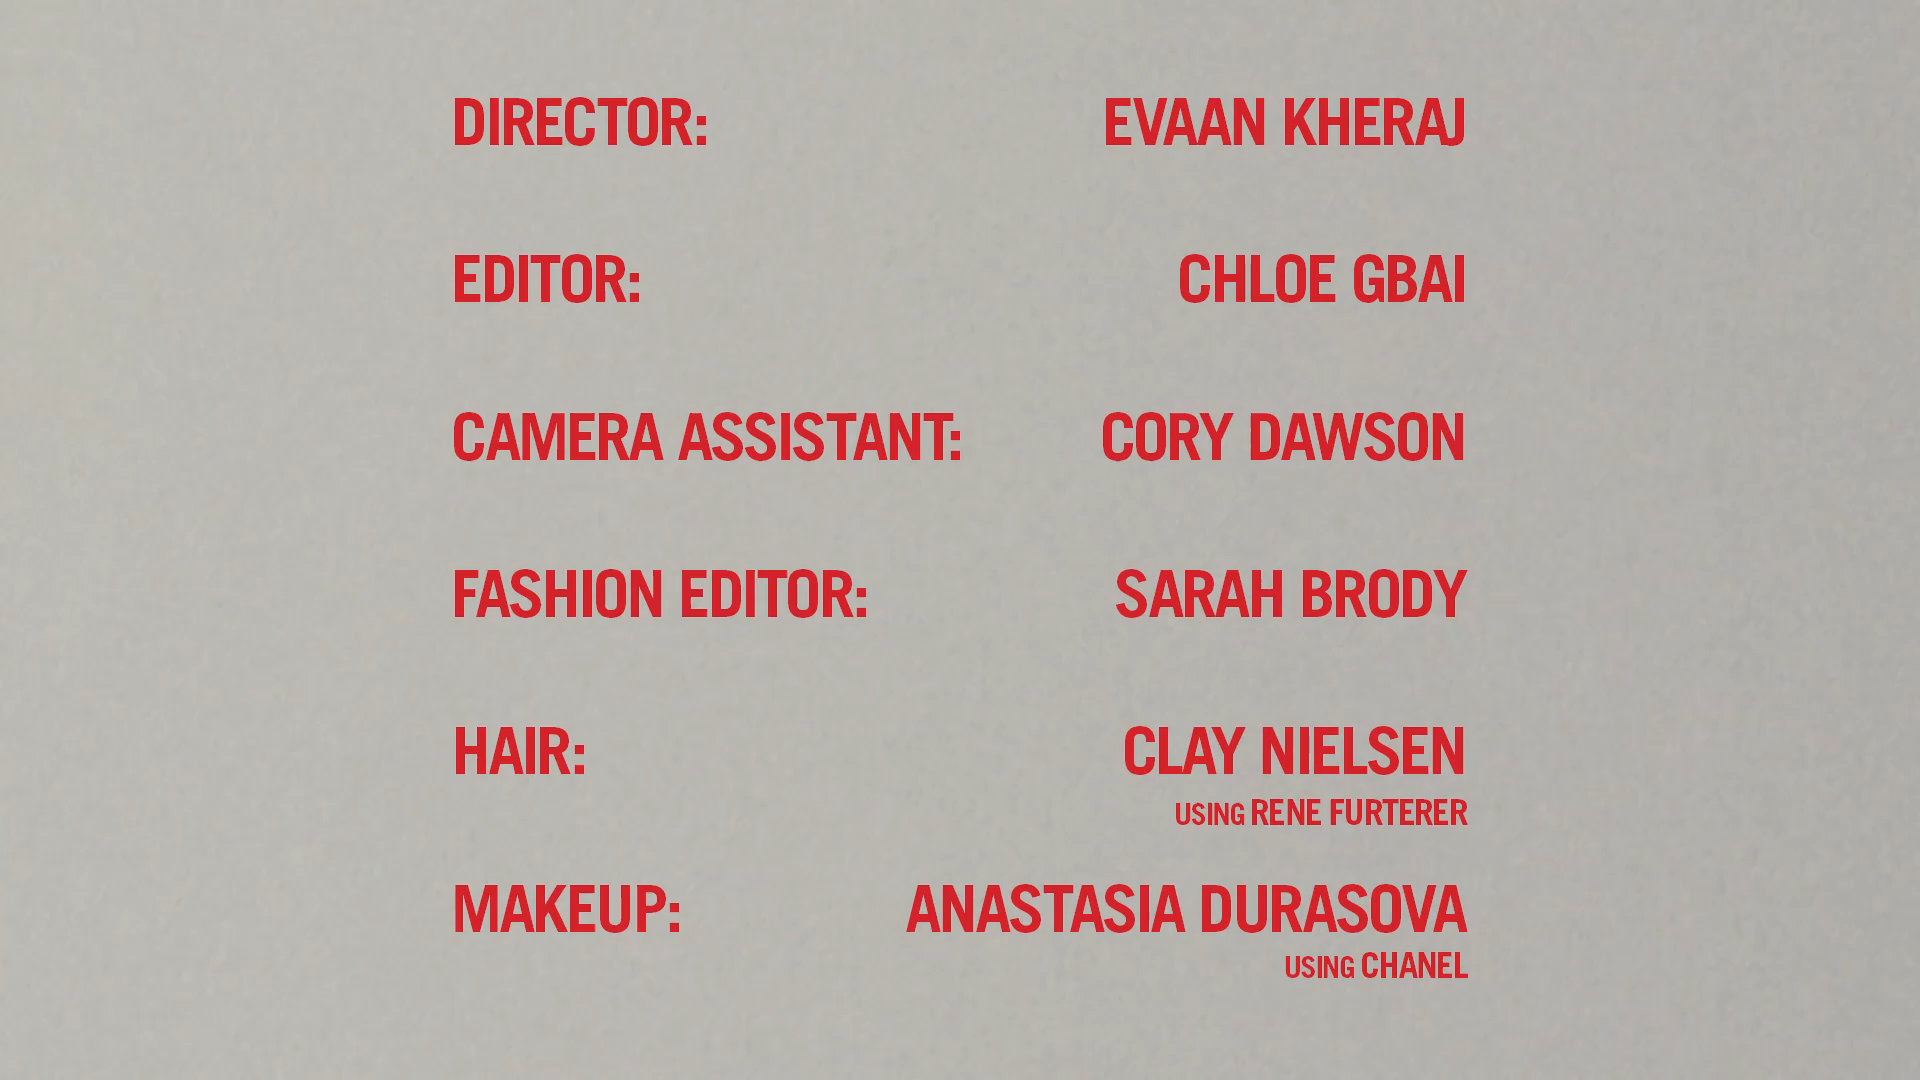 DIRECTOR: EVAAN KHERAJ
EDITOR: CHLOE GBAI
CAMERA ASSISTANT: CORY DAWSON
FASHION EDITOR: SARAH BRODY
HAIR: CLAY NIELSEN
USING RENE FURTERER
MAKEUP: ANASTASIA DURASOVA
USING CHANEL